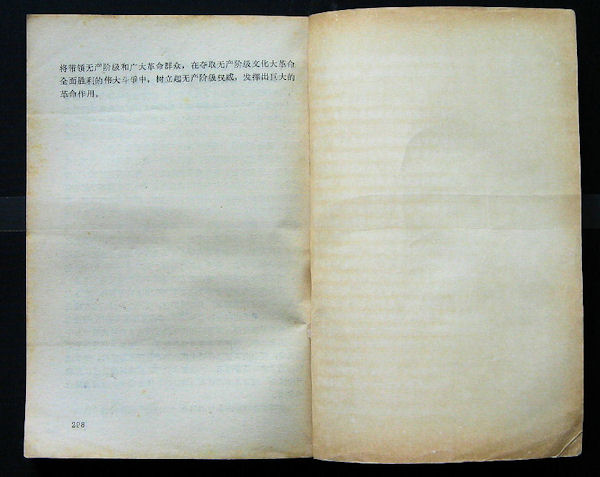 将带领无产阶级和广大革命群众，在夺取无产阶级文化大革命
全面胜利的伟大斗争中，树立起无产阶级权威，发挥出巨大的
革命作用。
298